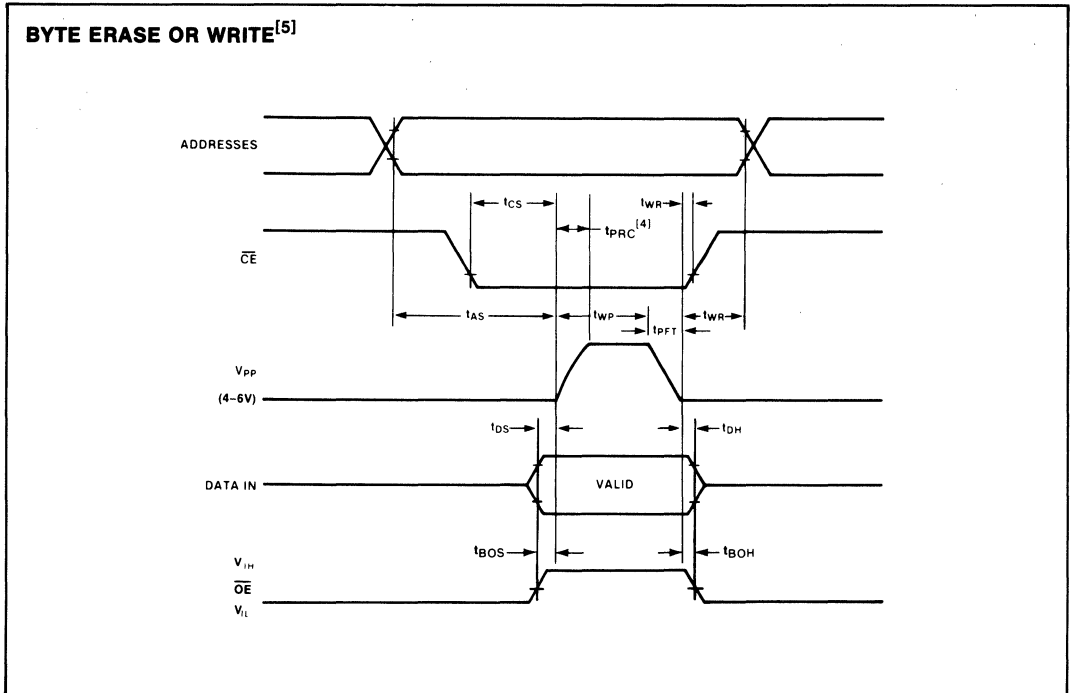 BYTE ERASE OR WRITE[5]
ADDRESSES
tCS
tWR
tPRC[4]
CE
tAS
tWP
tWR
tPFT
VPP
(4–6V)
tDS
tDH
DATA IN
VALID
tBOS
tBOH
VIH
OE
VIL